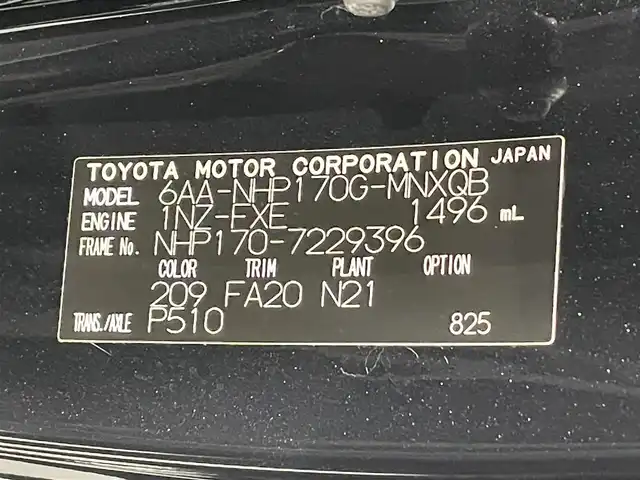 TOYOTA MOTOR CORPORATION JAPAN
MODEL 6AA-NHP170G-MNXQB
ENGINE 1NZ-FXE 1496 mL
FRAME No. NHP170-7229396
COLOR TRIM PLANT OPTION
209 FA20 N21
TRANS./AXLE P510 825